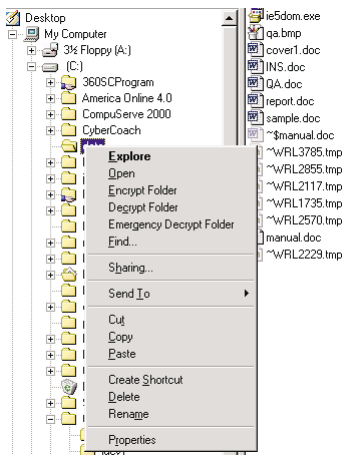 Desktop
My Computer
3½ Floppy (A:)
(C:)
360SCProgram
America Online 4.0
CompuServe 2000
CyberCoach
Explore
Open
Encrypt Folder
Decrypt Folder
Emergency Decrypt Folder
Find...
Sharing...
Send To
Cut
Copy
Paste
Create Shortcut
Delete
Rename
Properties
ie5dom.exe
qa.bmp
cover1.doc
INS.doc
QA.doc
report.doc
sample.doc
~$manual.doc
~WRL3785.tmp
~WRL2855.tmp
~WRL2117.tmp
~WRL1735.tmp
~WRL2570.tmp
manual.doc
~WRL2229.tmp